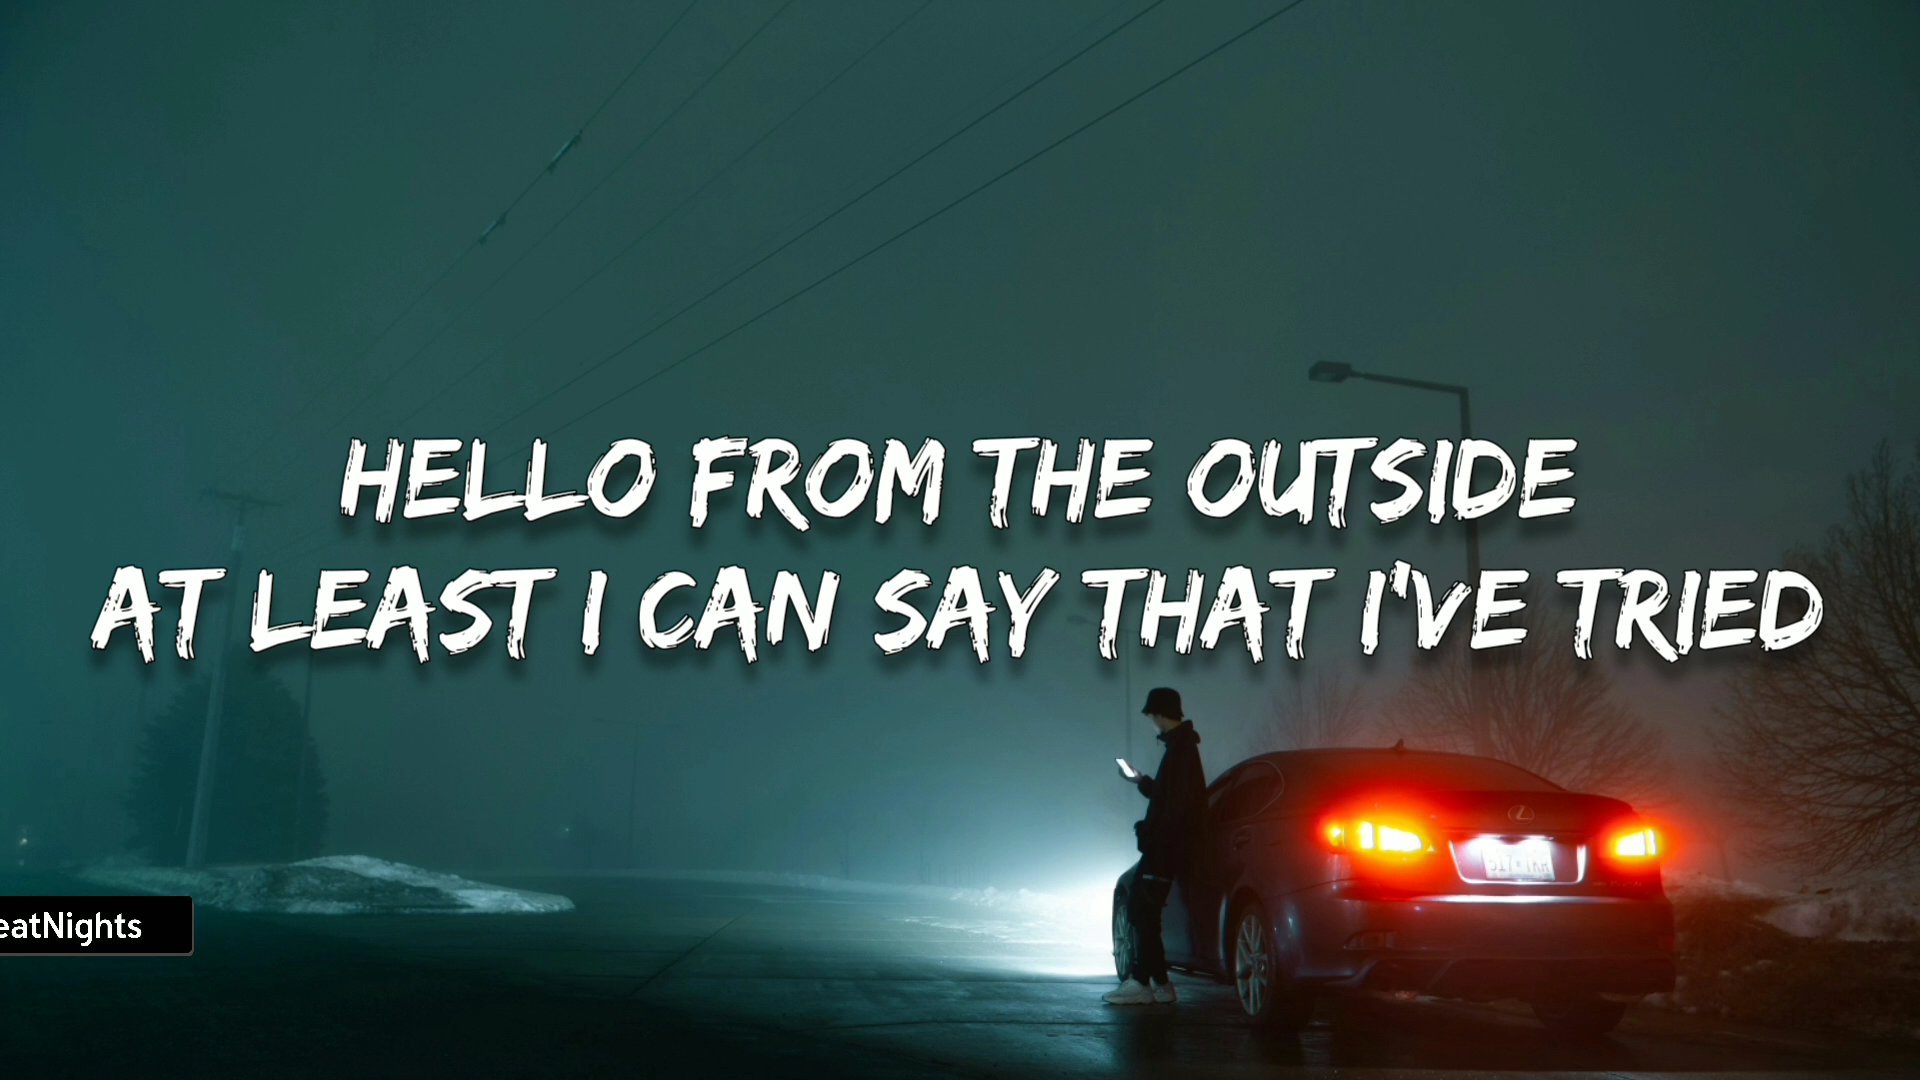 HELLO FROM THE OUTSIDE
AT LEAST I CAN SAY THAT I'VE TRIED
eatNights